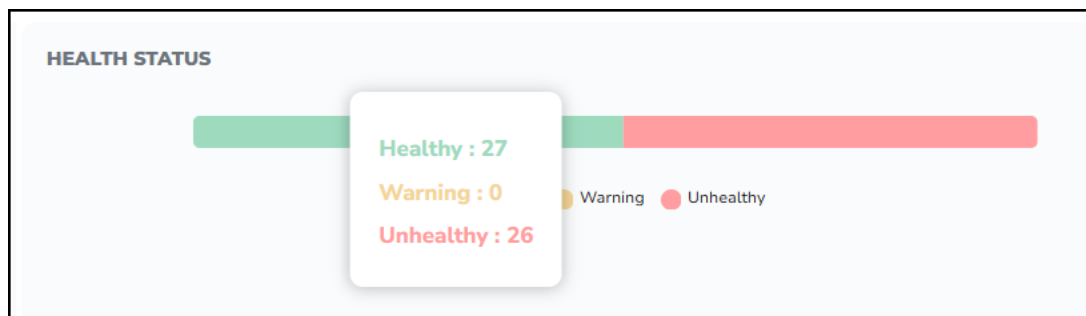 HEALTH STATUS
Healthy : 27
Warning : 0
Unhealthy : 26
Warning
Unhealthy